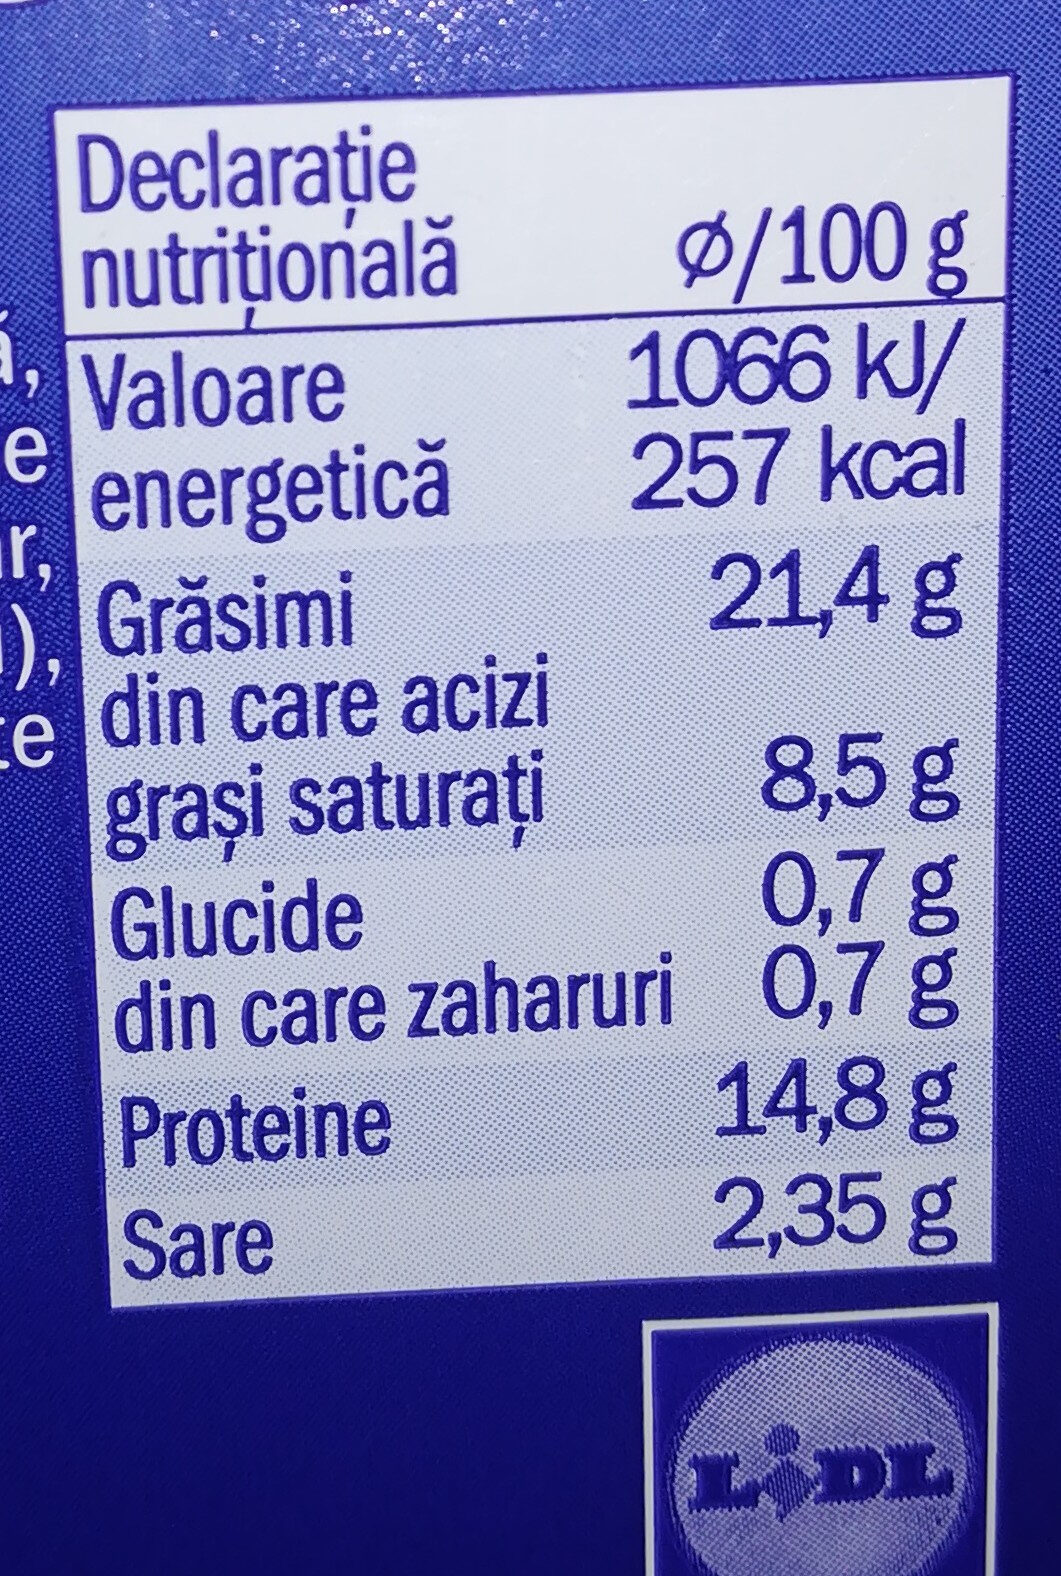 Declarație
nutrițională ø/100 g
Valoare 1066 kJ/
energetică 257 kcal
Grăsimi 21,4 g
din care acizi
grași saturați 8,5 g
Glucide 0,7 g
din care zaharuri 0,7 g
Proteine 14,8 g
Sare 2,35 g
LIDL